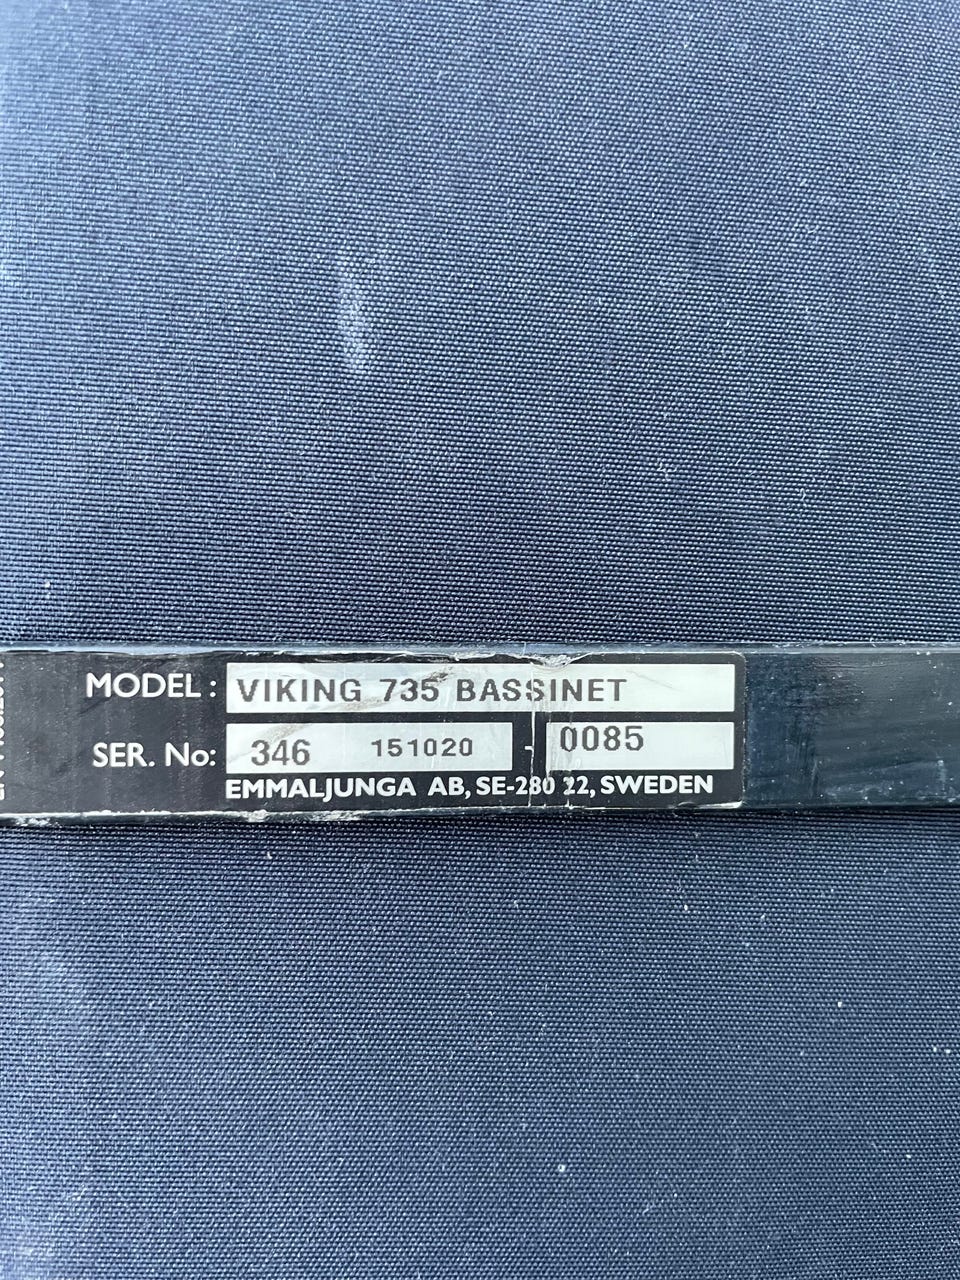 MODEL: VIKING 735 BASSINET
SER. No: 346 151020 - 0085
EMMALJUNGA AB, SE-280 22, SWEDEN